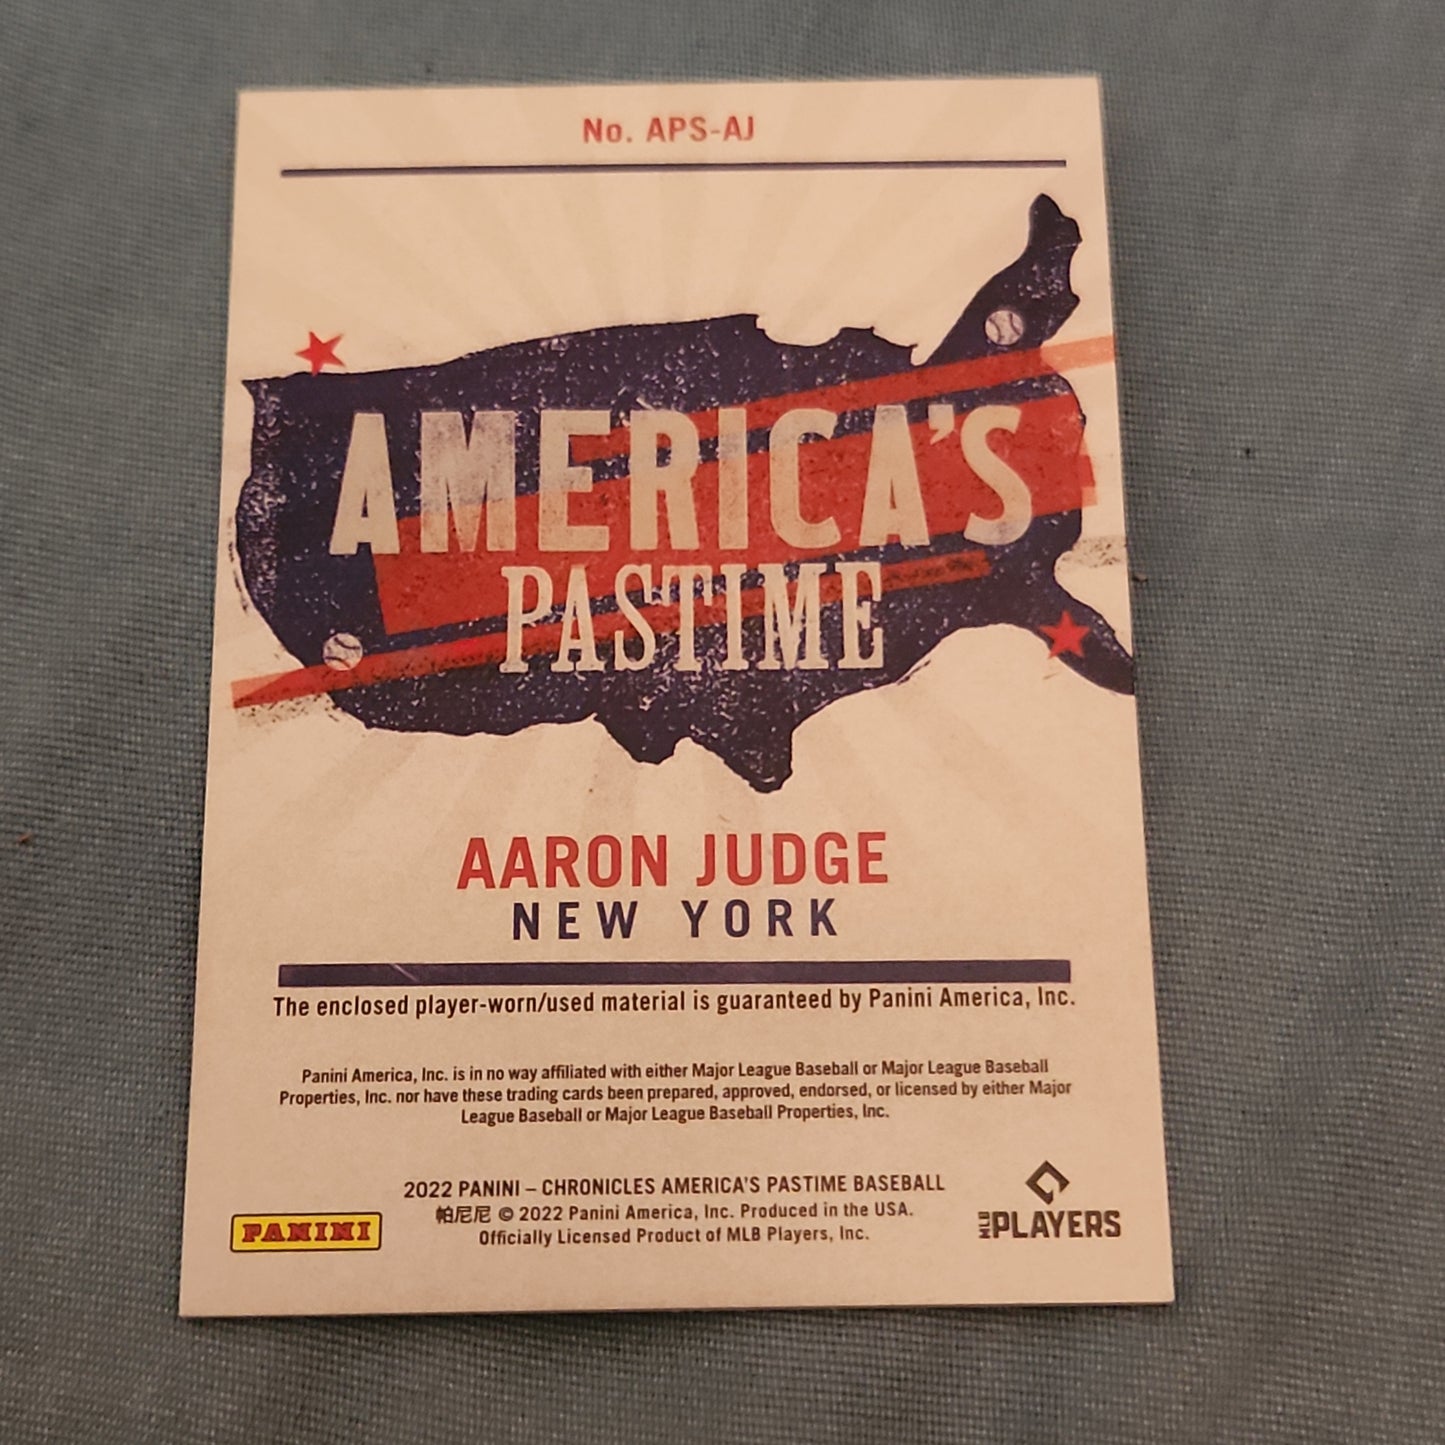 No. APS-AJ
AMERICA'S
PASTIME
AARON JUDGE
NEW YORK
The enclosed player-worn/used material is guaranteed by Panini America, Inc.
Panini America, Inc. is in no way affiliated with either Major League Baseball or Major League Baseball
Properties, Inc. nor have these trading cards been prepared, approved, endorsed, or licensed by either Major
League Baseball or Major League Baseball Properties, Inc.
2022 PANINI – CHRONICLES AMERICA'S PASTIME BASEBALL
帕尼尼 © 2022 Panini America, Inc. Produced in the USA.
Officially Licensed Product of MLB Players, Inc.
PANINI
MLB PLAYERS